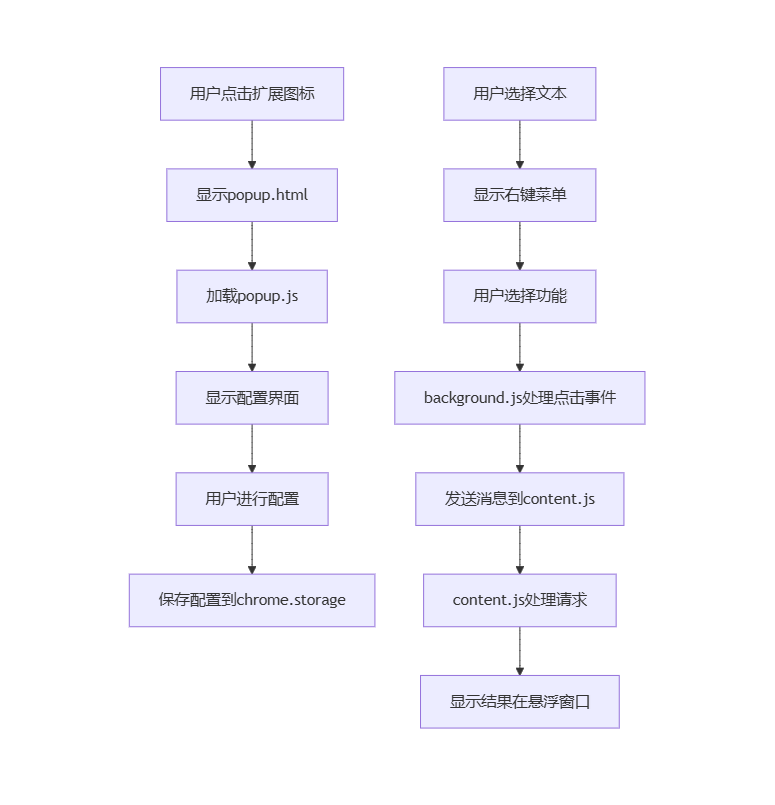 用户点击扩展图标
显示popup.html
加载popup.js
显示配置界面
用户进行配置
保存配置到chrome.storage
用户选择文本
显示右键菜单
用户选择功能
background.js处理点击事件
发送消息到content.js
content.js处理请求
显示结果在悬浮窗口